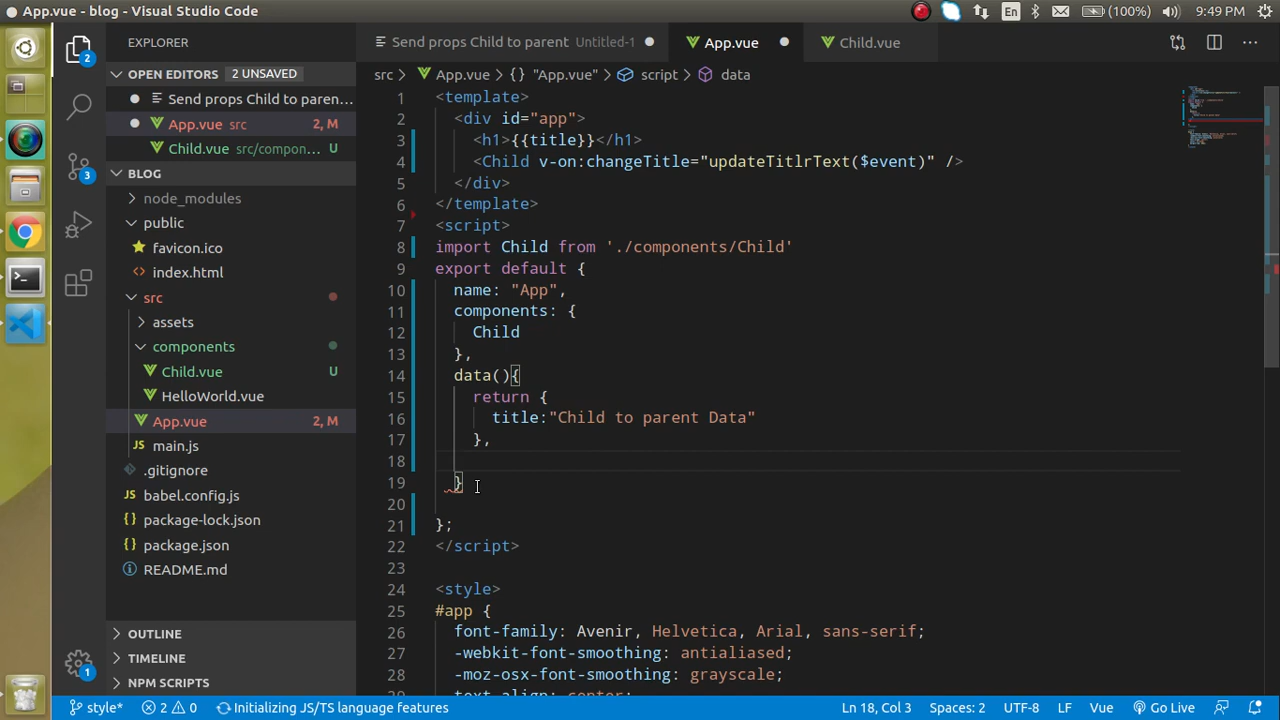 App.vue - blog - Visual Studio Code
En
(100%)
9:49 PM
EXPLORER
Send props Child to parent Untitled-1
App.vue
Child.vue
OPEN EDITORS 2 UNSAVED
Send props Child to paren...
App.vue src 2, M
Child.vue src/compon... U
BLOG
node_modules
public
favicon.ico
index.html
src
assets
components
Child.vue U
HelloWorld.vue
App.vue 2, M
main.js
.gitignore
babel.config.js
package-lock.json
package.json
README.md
OUTLINE
TIMELINE
NPM SCRIPTS
2
3
1
src > App.vue > {} "App.vue" > script > data
1 <template>
2 <div id="app">
3 <h1>{{title}}</h1>
4 <Child v-on:changeTitle="updateTitlrText($event)" />
5 </div>
6 </template>
7 <script>
8 import Child from './components/Child'
9 export default {
10 name: "App",
11 components: {
12 Child
13 },
14 data(){
15 return {
16 title:"Child to parent Data"
17 },
18
19 }
20
21 };
22 </script>
23
24 <style>
25 #app {
26 font-family: Avenir, Helvetica, Arial, sans-serif;
27 -webkit-font-smoothing: antialiased;
28 -moz-osx-font-smoothing: grayscale;
29 text-align: center;
style* 2 0 Initializing JS/TS language features
Ln 18, Col 3 Spaces: 2 UTF-8 LF Vue Go Live